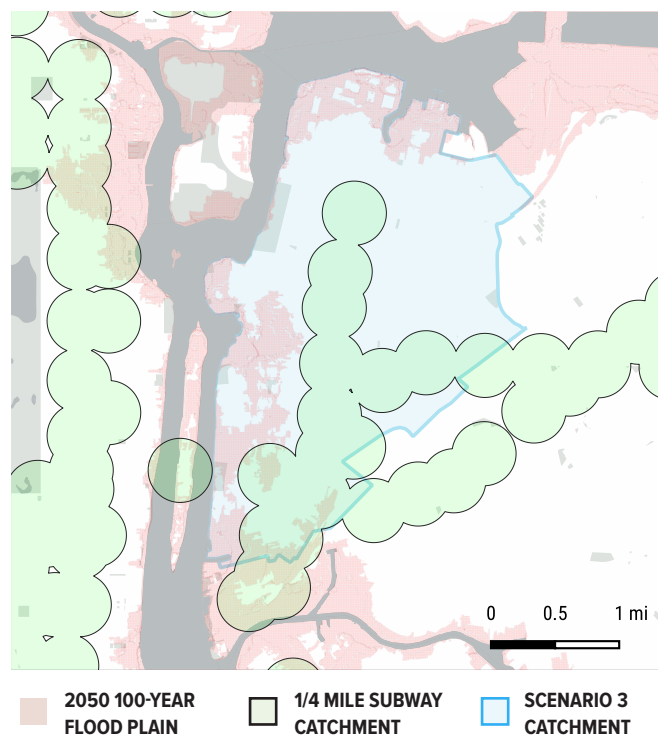 0 0.5 1 mi
2050 100-YEAR
FLOOD PLAIN
1/4 MILE SUBWAY
CATCHMENT
SCENARIO 3
CATCHMENT